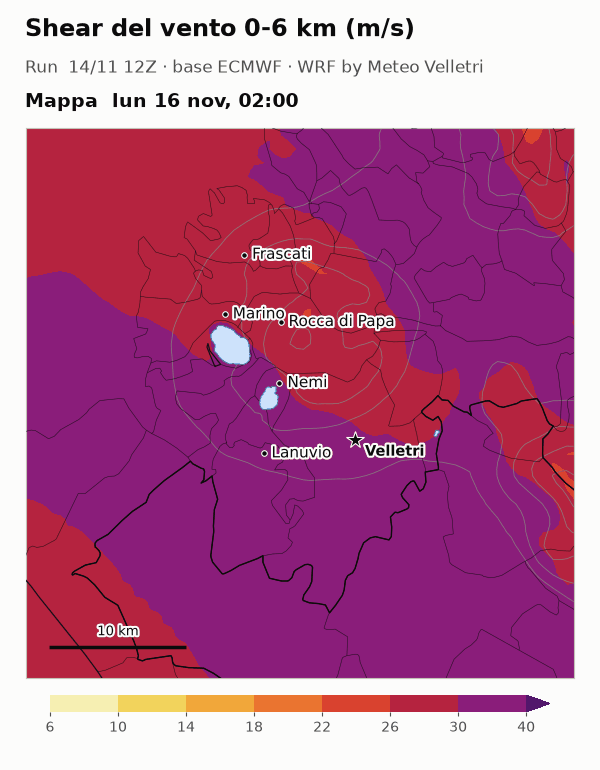 Shear del vento 0-6 km (m/s)
Run  14/11 12Z · base ECMWF · WRF by Meteo Velletri
Mappa  lun 16 nov, 02:00
Frascati
Marino
Rocca di Papa
Nemi
Velletri
Lanuvio
10 km
6 10 14 18 22 26 30 40